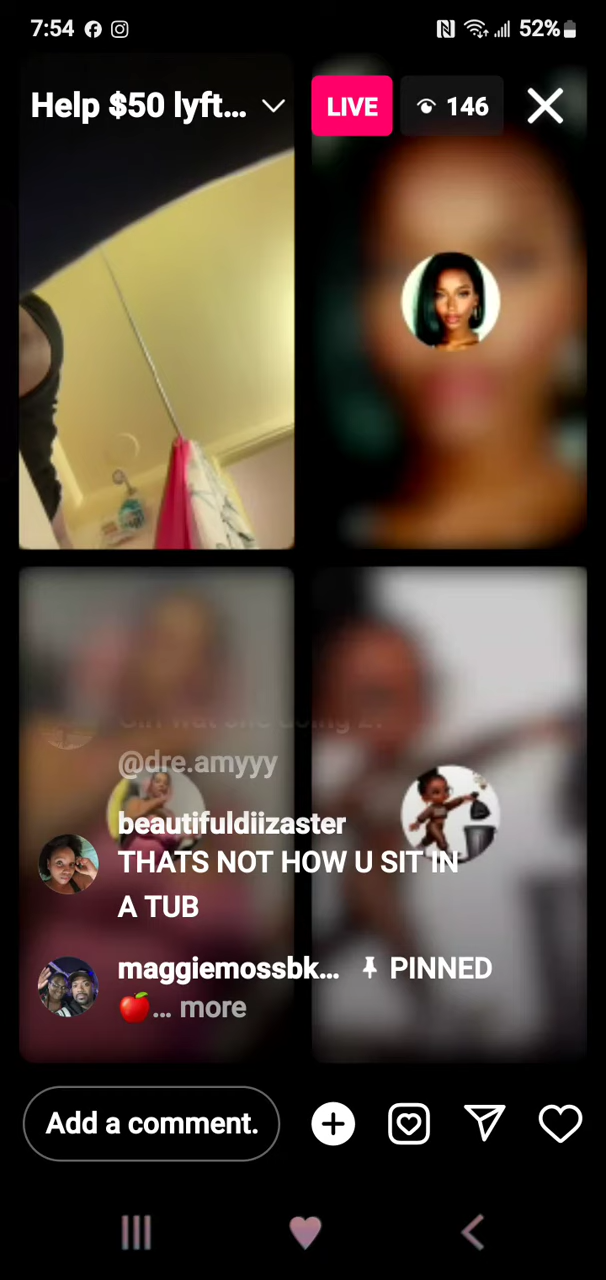 7:54
52%
Help $50 lyft...
LIVE
146
@dre.amyyy
beautifuldiizaster
THATS NOT HOW U SIT IN
A TUB
maggiemossbk... PINNED
🍎... more
Add a comment.